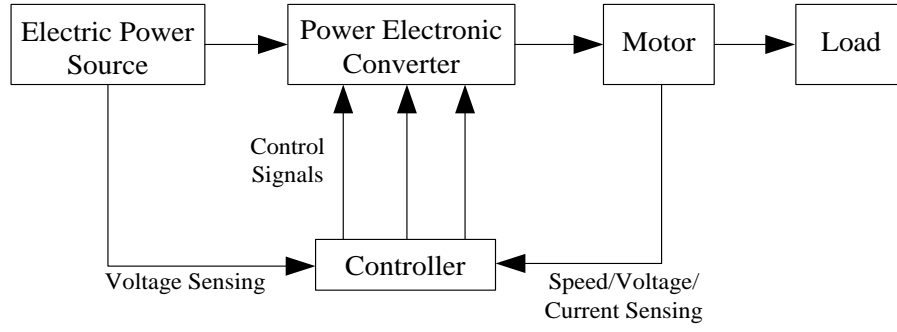 Electric Power
Source
Power Electronic
Converter
Motor
Load
Control
Signals
Controller
Voltage Sensing
Speed/Voltage/
Current Sensing